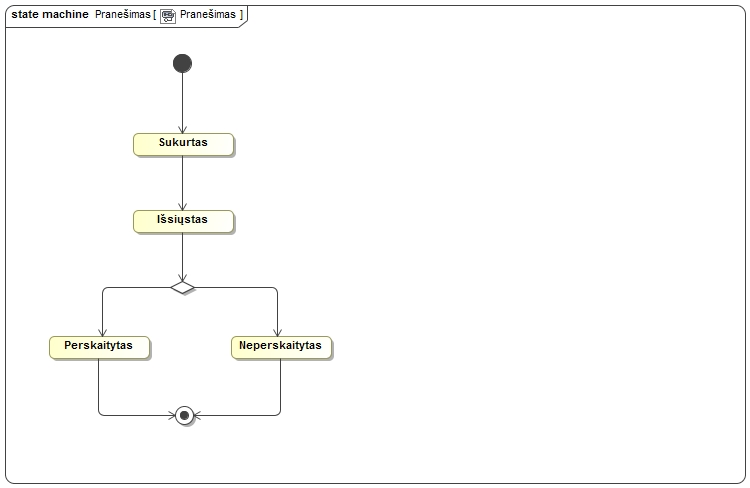 state machine Pranešimas [ Pranešimas ]
Sukurtas
Išsiųstas
Perskaitytas
Neperskaitytas